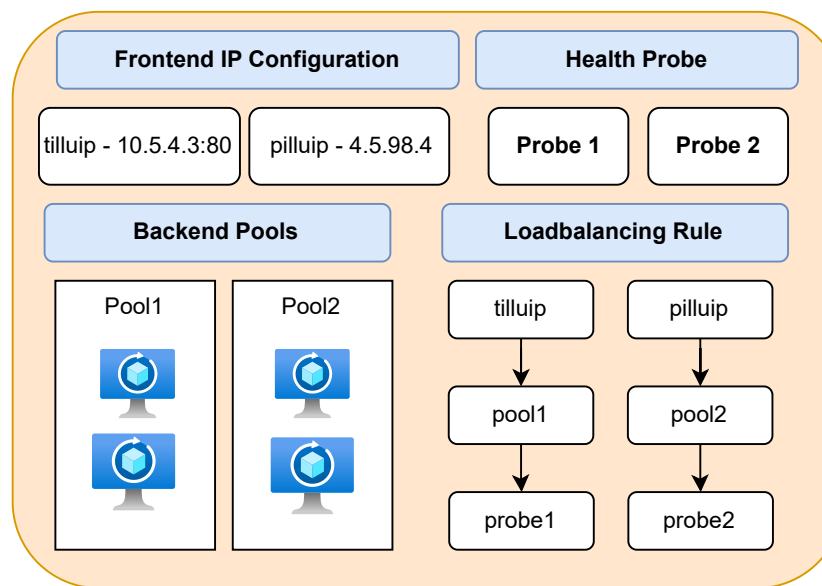 Frontend IP Configuration
Health Probe
tilluip - 10.5.4.3:80
pilluip - 4.5.98.4
Probe 1
Probe 2
Backend Pools
Loadbalancing Rule
Pool1
Pool2
tilluip
pilluip
pool1
pool2
probe1
probe2